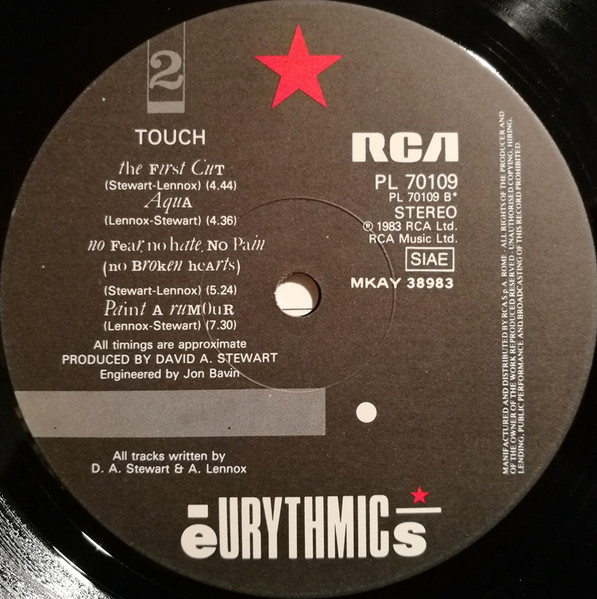 2
TOUCH
the First Cut
(Stewart-Lennox) (4.44)
Aqua
(Lennox-Stewart) (4.36)
no Fear, no hate, NO Pain
(no Broken heArts)
(Stewart-Lennox) (5.24)
Paint A rumOuR
(Lennox-Stewart) (7.30)
All timings are approximate
PRODUCED BY DAVID A. STEWART
Engineered by Jon Bavin
All tracks written by
D. A. Stewart & A. Lennox
RCA
PL 70109
PL 70109 B*
STEREO
℗ 1983 RCA Ltd.
RCA Music Ltd.
SIAE
MKAY 38983
MANUFACTURED AND DISTRIBUTED BY RCA S.p.A. ROME - ALL RIGHTS OF THE PRODUCER AND
OF THE OWNER OF THE WORK REPRODUCED RESERVED - UNAUTHORISED COPYING, HIRING,
LENDING, PUBLIC PERFORMANCE AND BROADCASTING OF THIS RECORD PROHIBITED
eURYTHMICs